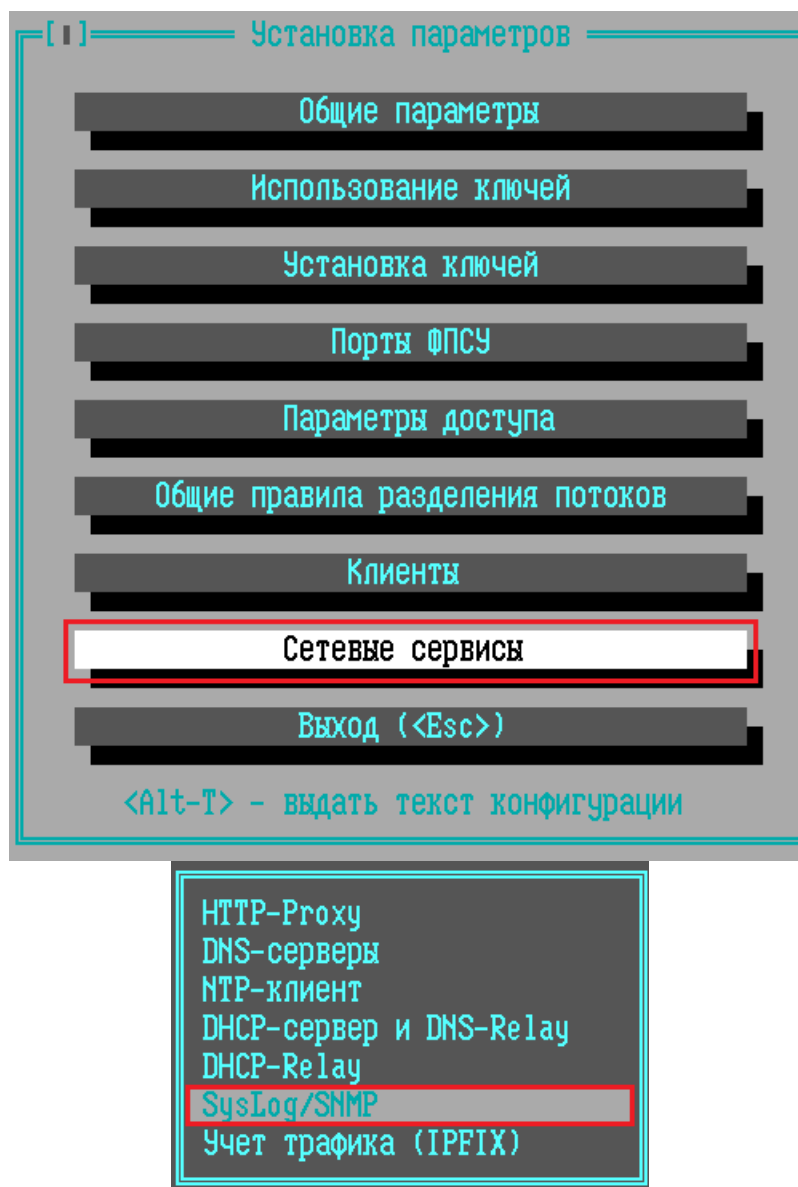 [▮] Установка параметров
Общие параметры
Использование ключей
Установка ключей
Порты ФПСУ
Параметры доступа
Общие правила разделения потоков
Клиенты
Сетевые сервисы
Выход (<Esc>)
<Alt-T> - выдать текст конфигурации
HTTP-Proxy
DNS-серверы
NTP-клиент
DHCP-сервер и DNS-Relay
DHCP-Relay
SysLog/SNMP
Учет трафика (IPFIX)